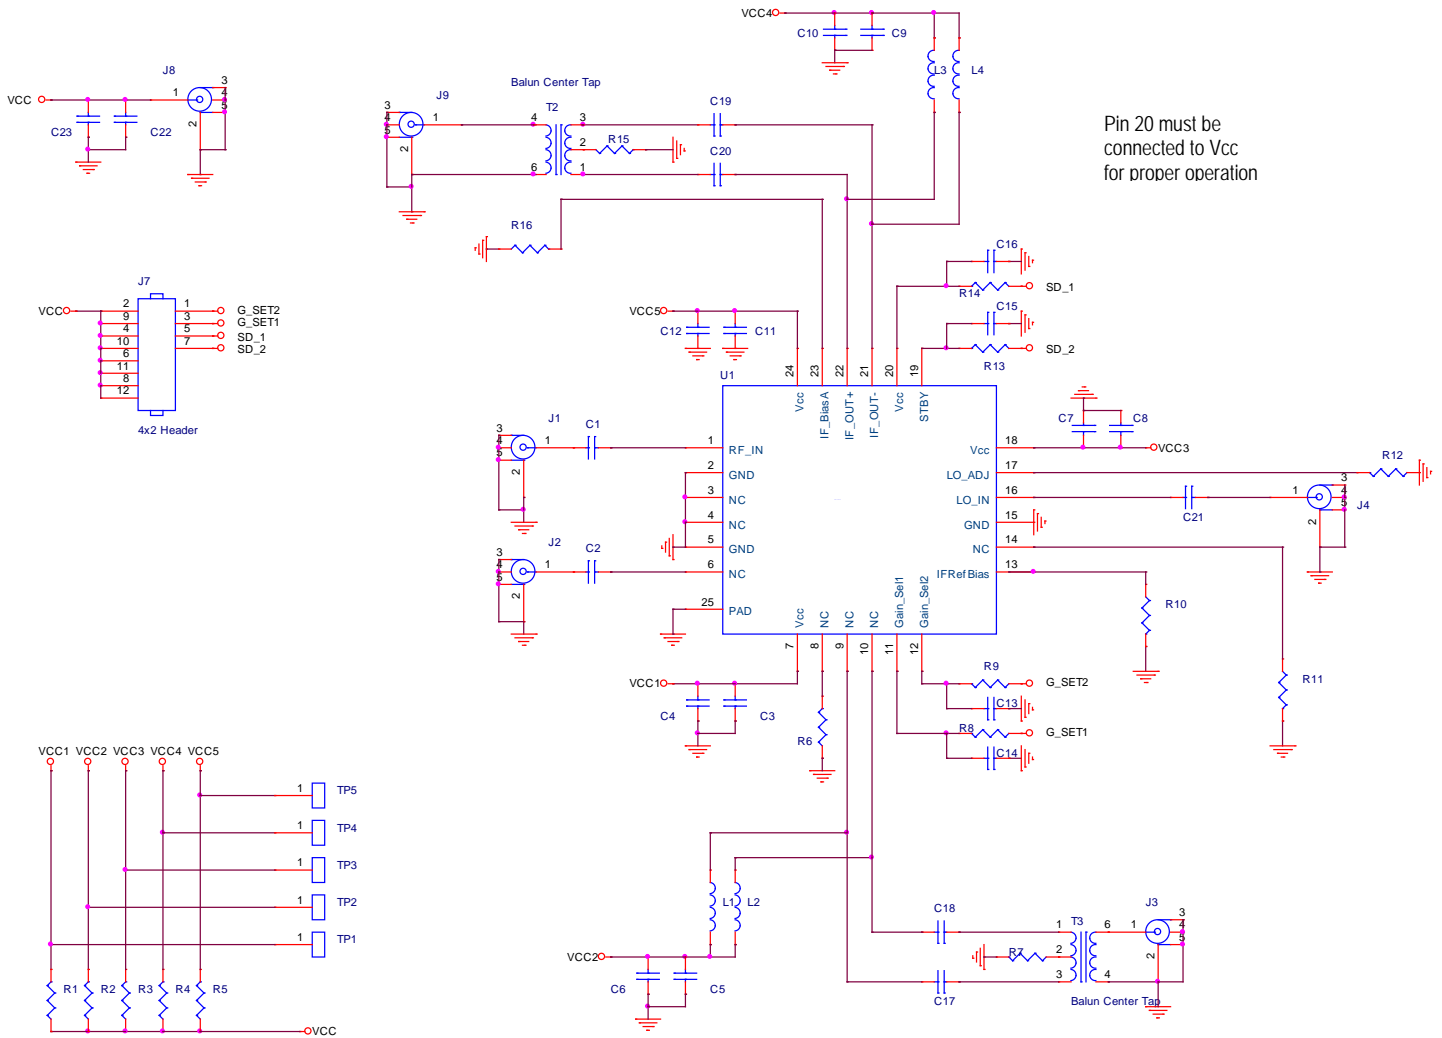 VCC4
C10
C9
L3
L4
J8
3
4
5
1
2
VCC
C23
C22
J9
3
4
5
1
2
Balun Center Tap
T2
4
6
3
2
1
R15
C19
C20
Pin 20 must be
connected to Vcc
for proper operation
R16
C16
R14
SD_1
C15
R13
SD_2
J7
VCC
2
9
4
10
6
11
8
12
1
3
5
7
G_SET2
G_SET1
SD_1
SD_2
4x2 Header
VCC5
C12
C11
U1
24
23
22
21
20
19
Vcc
IF_BiasA
IF_OUT+
IF_OUT-
Vcc
STBY
J1
3
4
5
1
2
C1
J2
3
4
5
1
2
C2
1
RF_IN
2
GND
3
NC
4
NC
5
GND
6
NC
25
PAD
Vcc
18
LO_ADJ
17
LO_IN
16
GND
15
NC
14
IFRefBias
13
C7
C8
VCC3
R12
C21
J4
1
3
4
5
2
R10
R11
Vcc
NC
NC
NC
Gain_Sel1
Gain_Sel2
7
8
9
10
11
12
VCC1
C4
C3
R6
R9
G_SET2
C13
R8
G_SET1
C14
VCC1
VCC2
VCC3
VCC4
VCC5
1
TP5
1
TP4
1
TP3
1
TP2
1
TP1
R1
R2
R3
R4
R5
VCC
L1
L2
VCC2
C6
C5
C18
C17
R7
T3
1
2
3
6
4
Balun Center Tap
J3
1
3
4
5
2